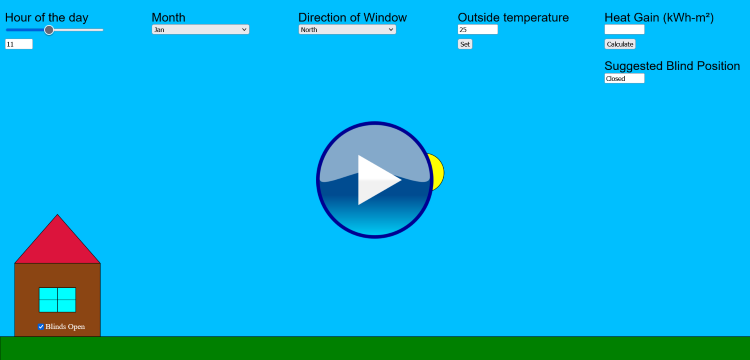 Hour of the day
11
Month
Jan
Direction of Window
North
Outside temperature
25
Set
Heat Gain (kWh-m²)
Calculate
Suggested Blind Position
Closed
Blinds Open